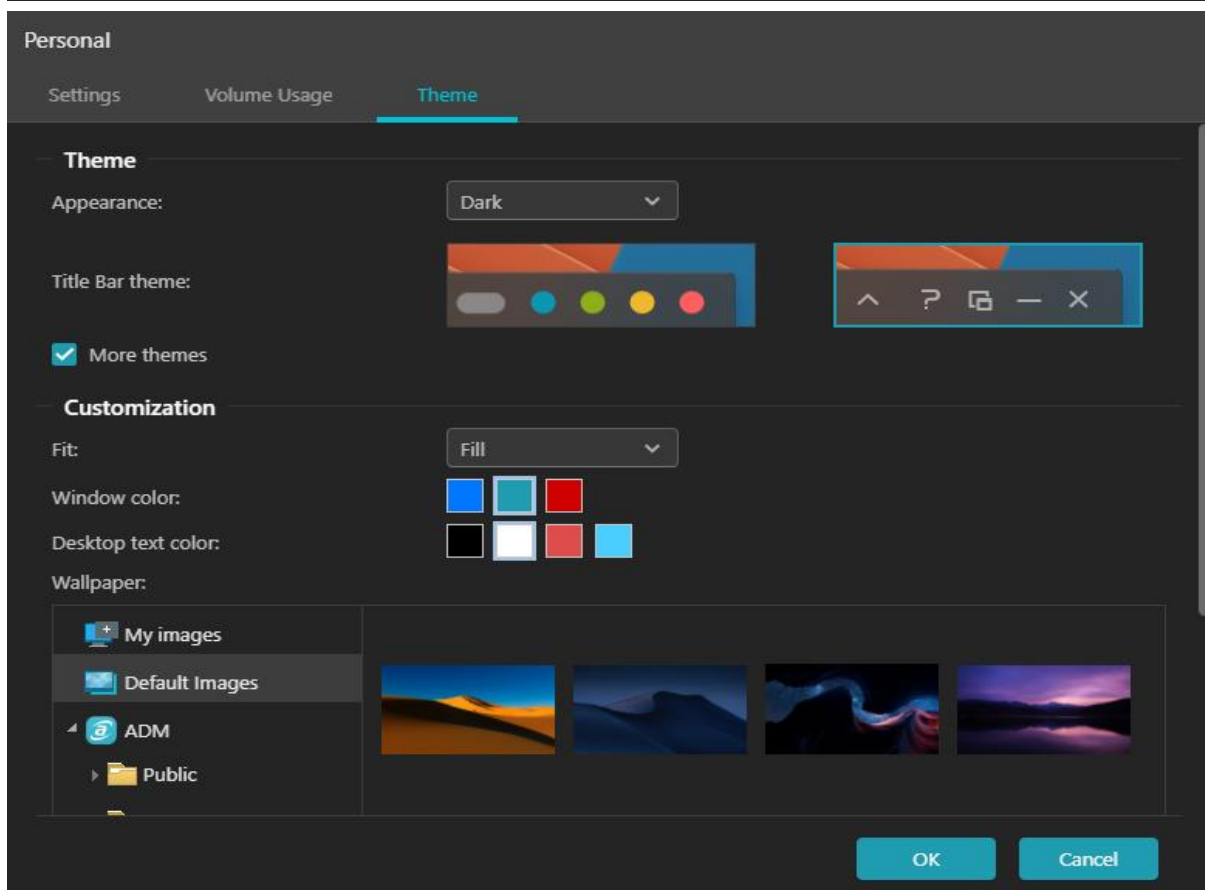 Personal
Settings Volume Usage Theme
Theme
Appearance: Dark
Title Bar theme:
More themes
Customization
Fit: Fill
Window color:
Desktop text color:
Wallpaper:
My images
Default Images
ADM
Public
OK Cancel